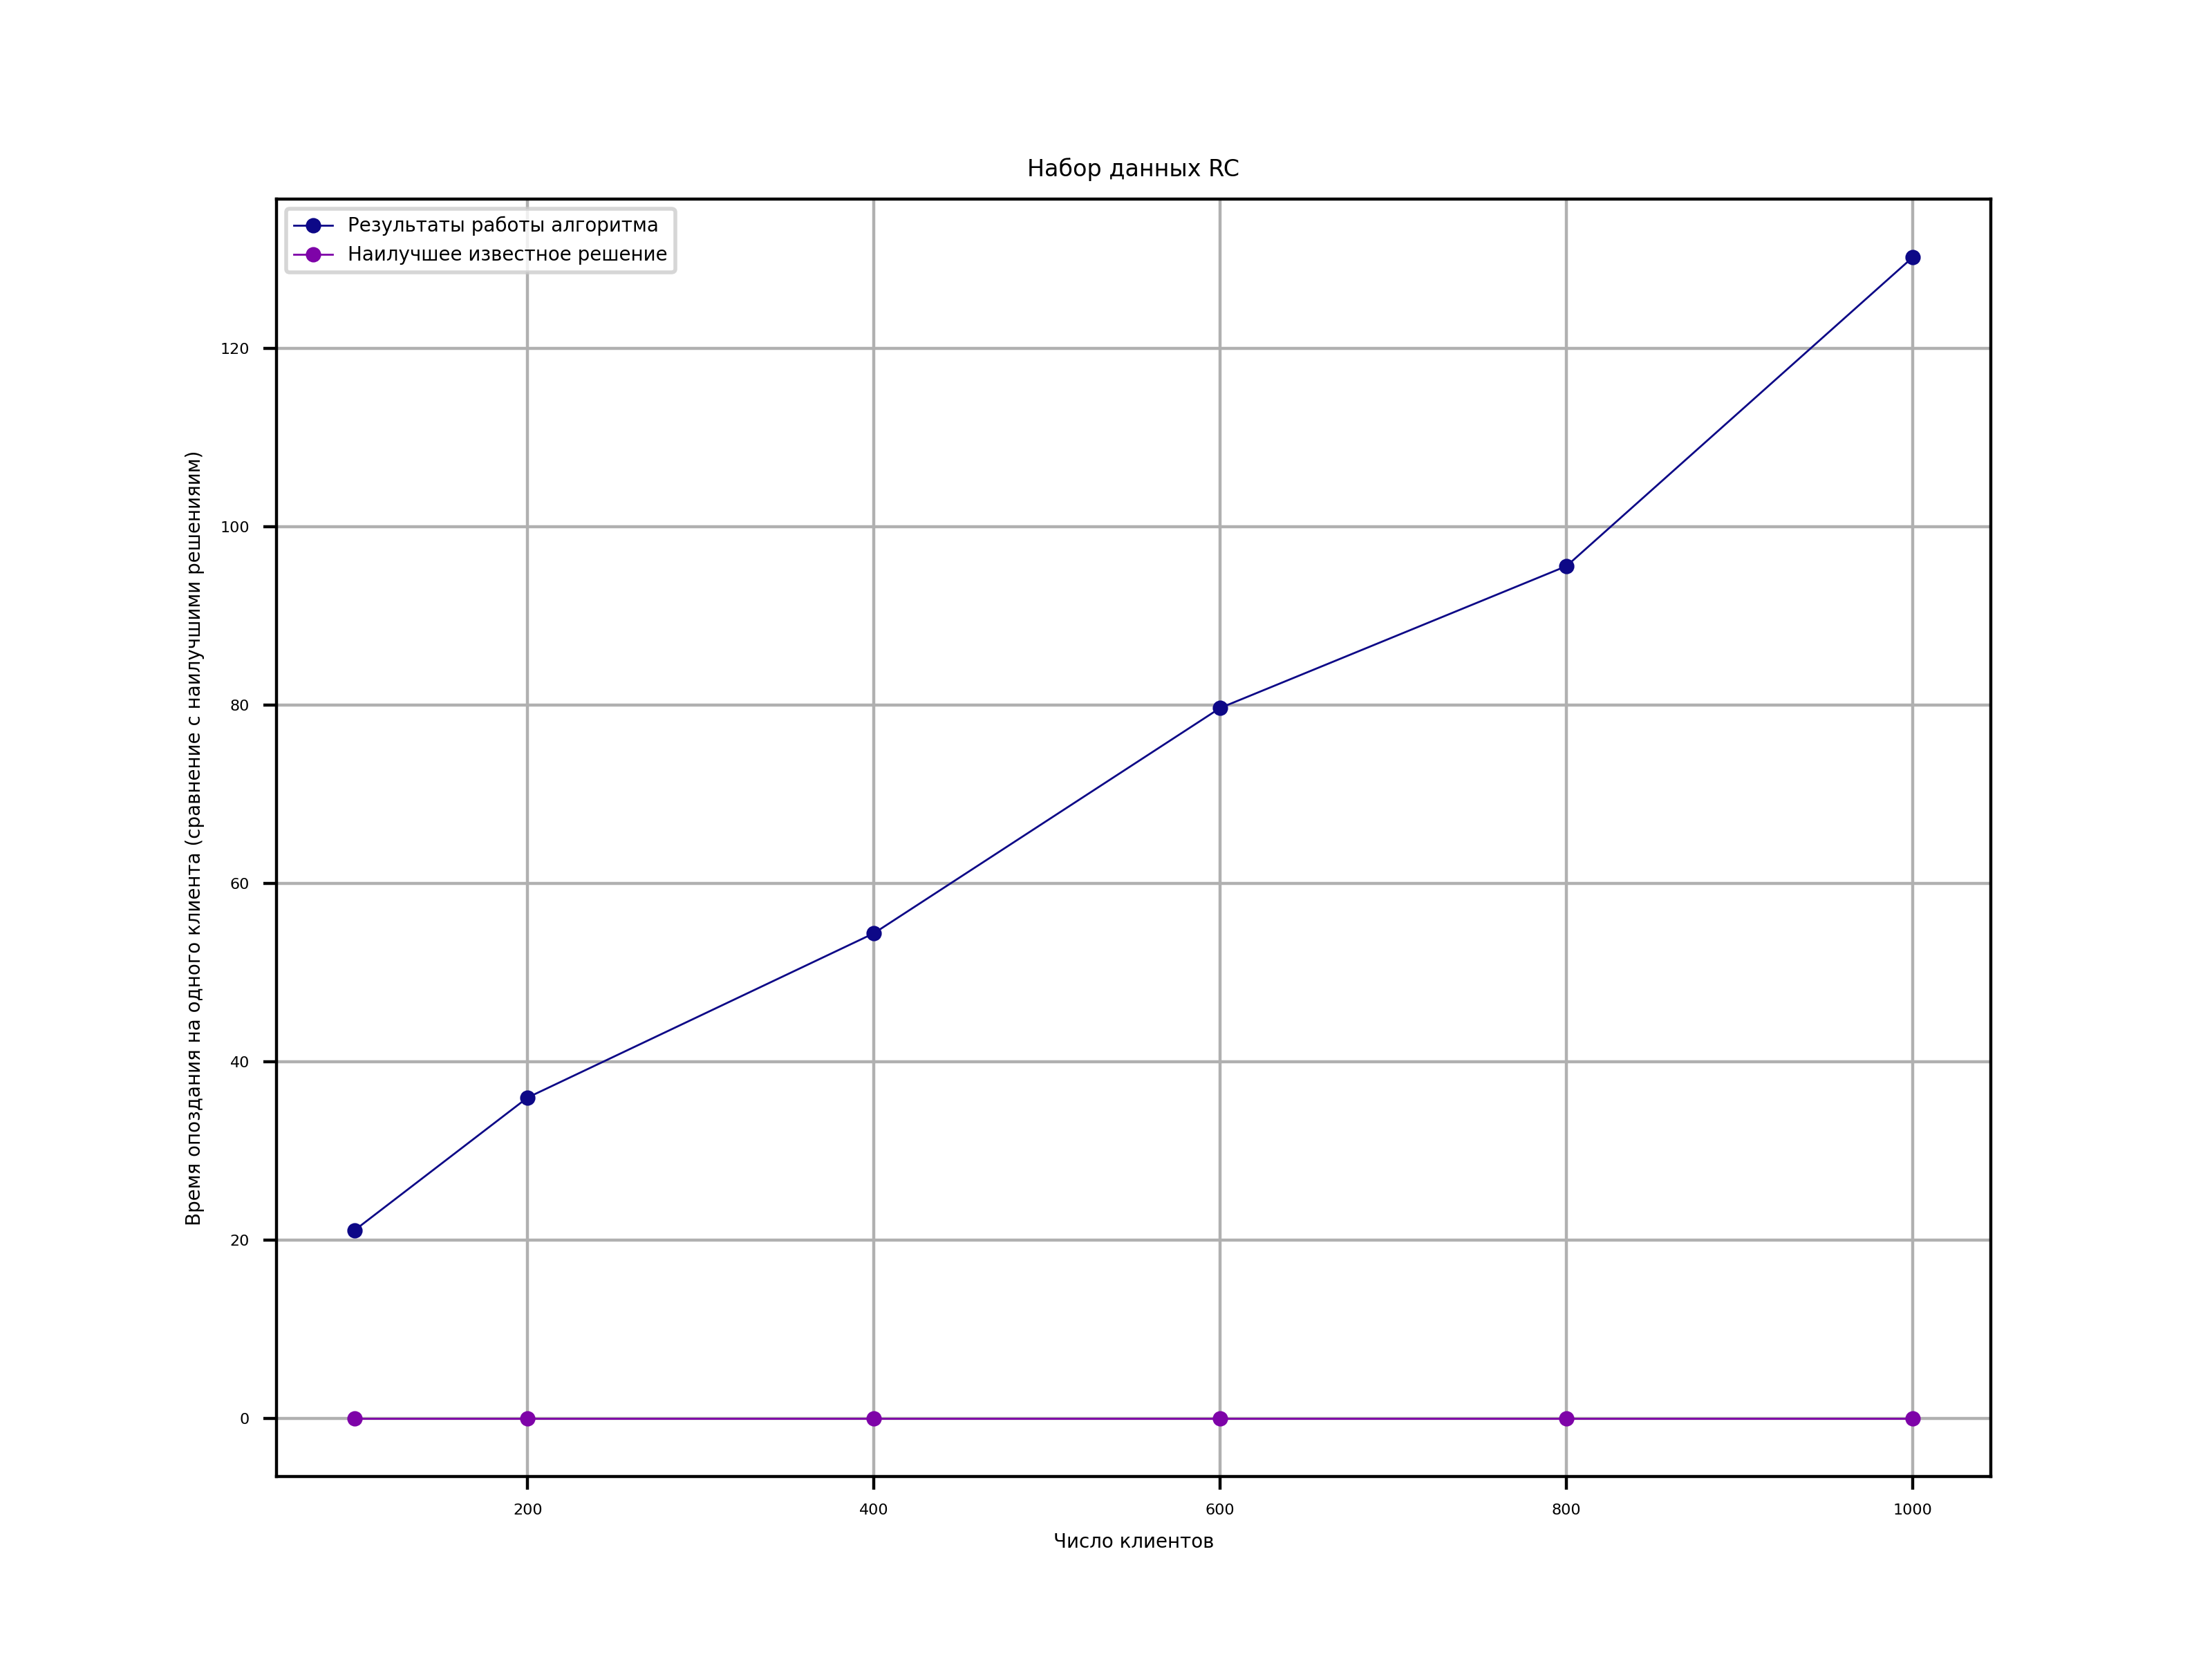 Набор данных RC
Результаты работы алгоритма
Наилучшее известное решение
Время опоздания на одного клиента (сравнение с наилучшими решенияим)
120
100
80
60
40
20
0
200
400
600
800
1000
Число клиентов